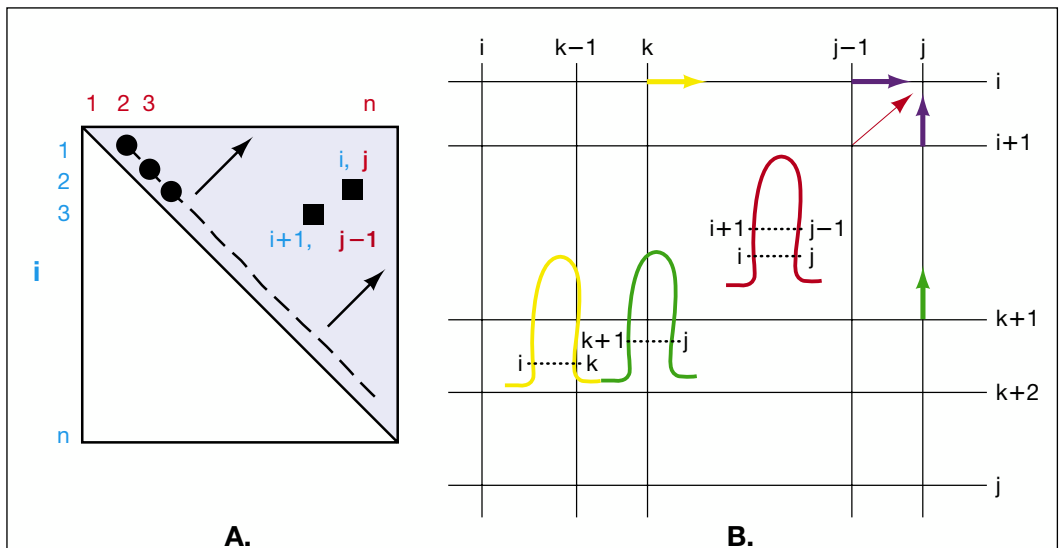 1 2 3 n
1
2
3
i
n
i, j
i+1, j−1
A.
i k−1 k j−1 j
i
i+1
k+1
k+2
j
i+1 j−1
i j
k+1 j
i k
B.